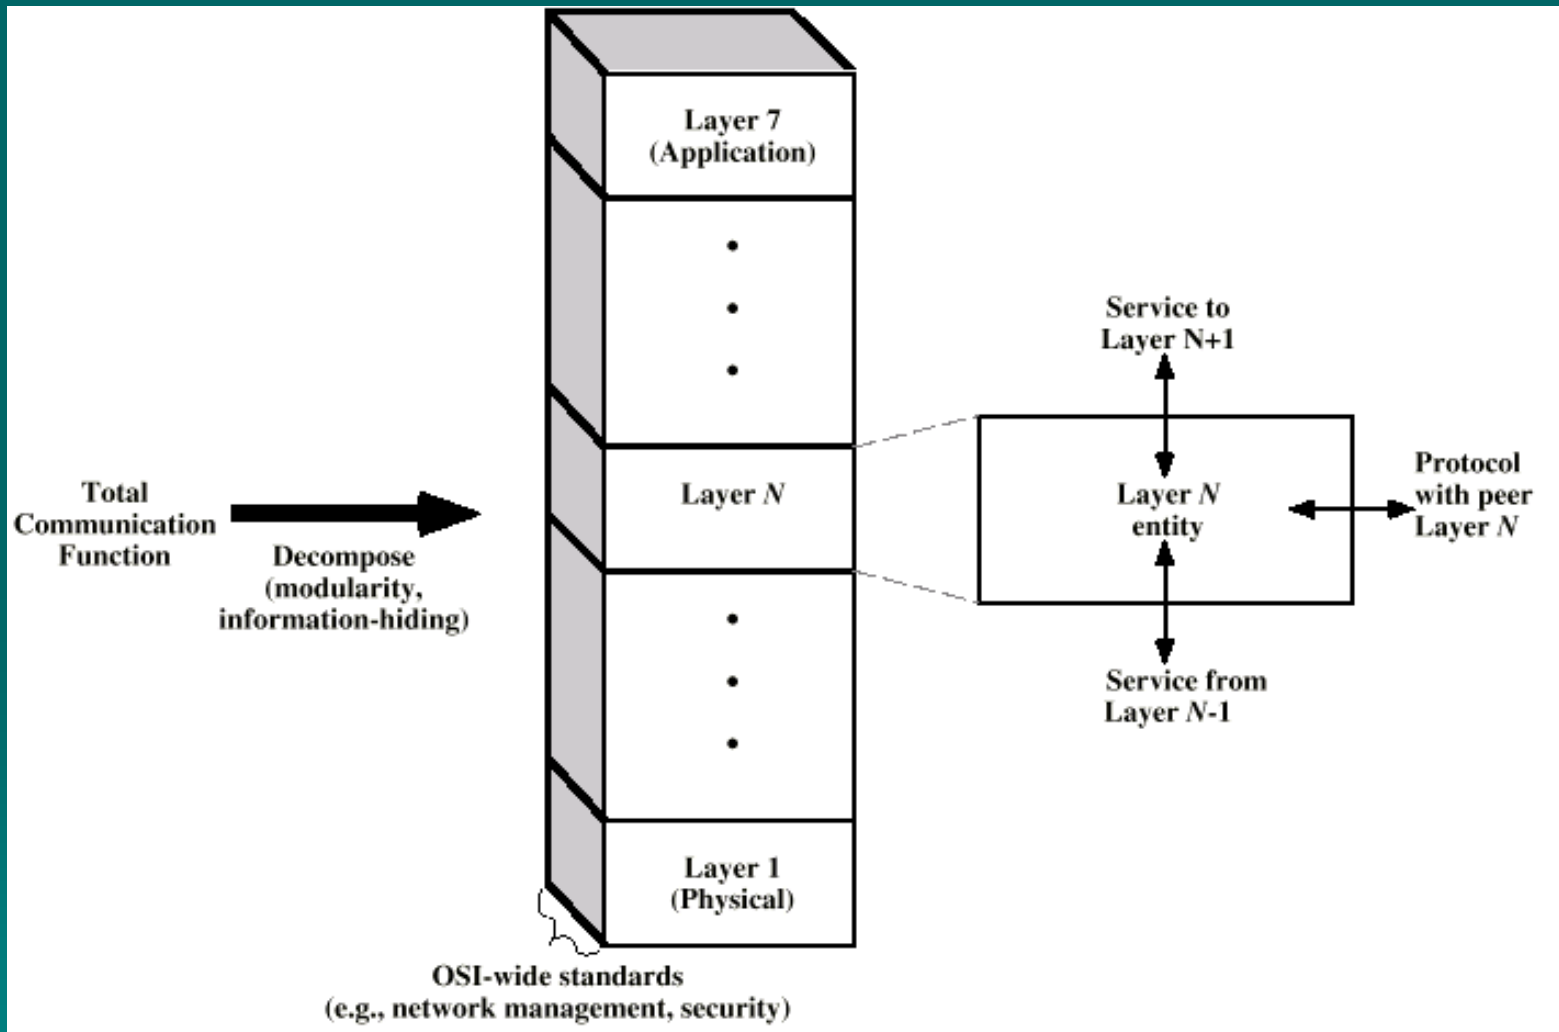 Layer 7
(Application)
Service to
Layer N+1
Total
Communication
Function
Decompose
(modularity,
information-hiding)
Layer N
Layer N
entity
Protocol
with peer
Layer N
Service from
Layer N-1
Layer 1
(Physical)
OSI-wide standards
(e.g., network management, security)